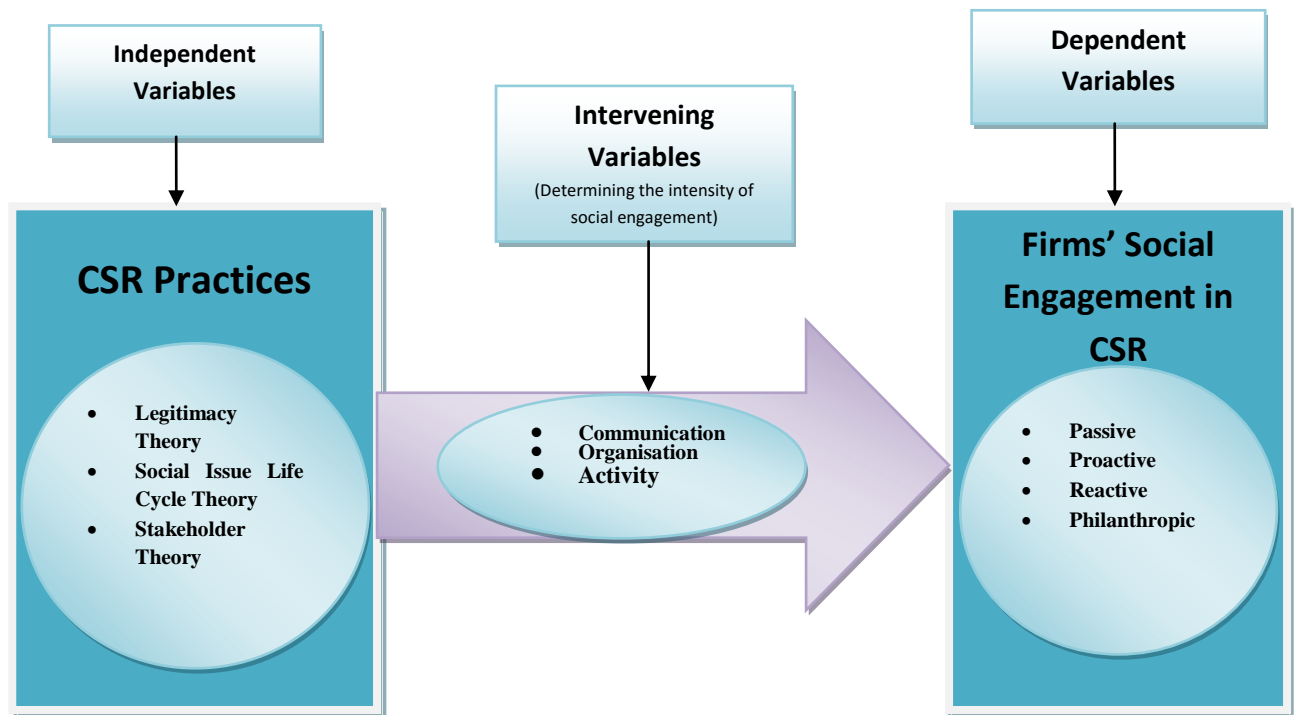 Independent
Variables
Intervening
Variables
(Determining the intensity of
social engagement)
Dependent
Variables
CSR Practices
• Legitimacy
Theory
• Social Issue Life
Cycle Theory
• Stakeholder
Theory
• Communication
• Organisation
• Activity
Firms’ Social
Engagement in
CSR
• Passive
• Proactive
• Reactive
• Philanthropic